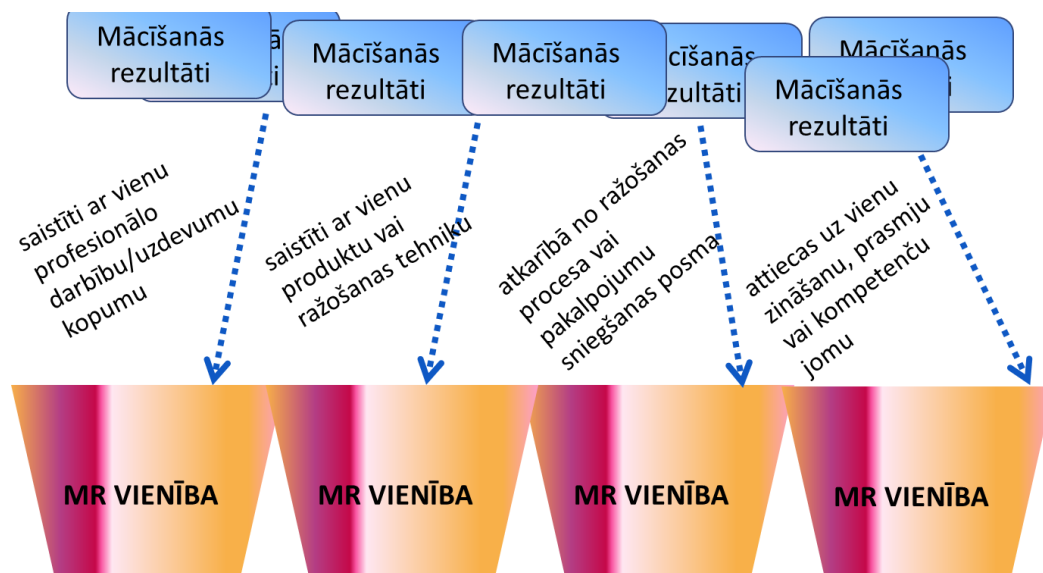 Mācīšanās
rezultāti
Mācīšanās
rezultāti
Mācīšanās
rezultāti
Mācīšanās
rezultāti
saistīti ar vienu
profesionālo
darbību/uzdevumu
kopumu
saistīti ar vienu
produktu vai
ražošanas tehniku
atkarībā no ražošanas
procesa vai
pakalpojumu
sniegšanas posma
attiecas uz vienu
zināšanu, prasmju
vai kompetenču
jomu
MR VIENĪBA
MR VIENĪBA
MR VIENĪBA
MR VIENĪBA